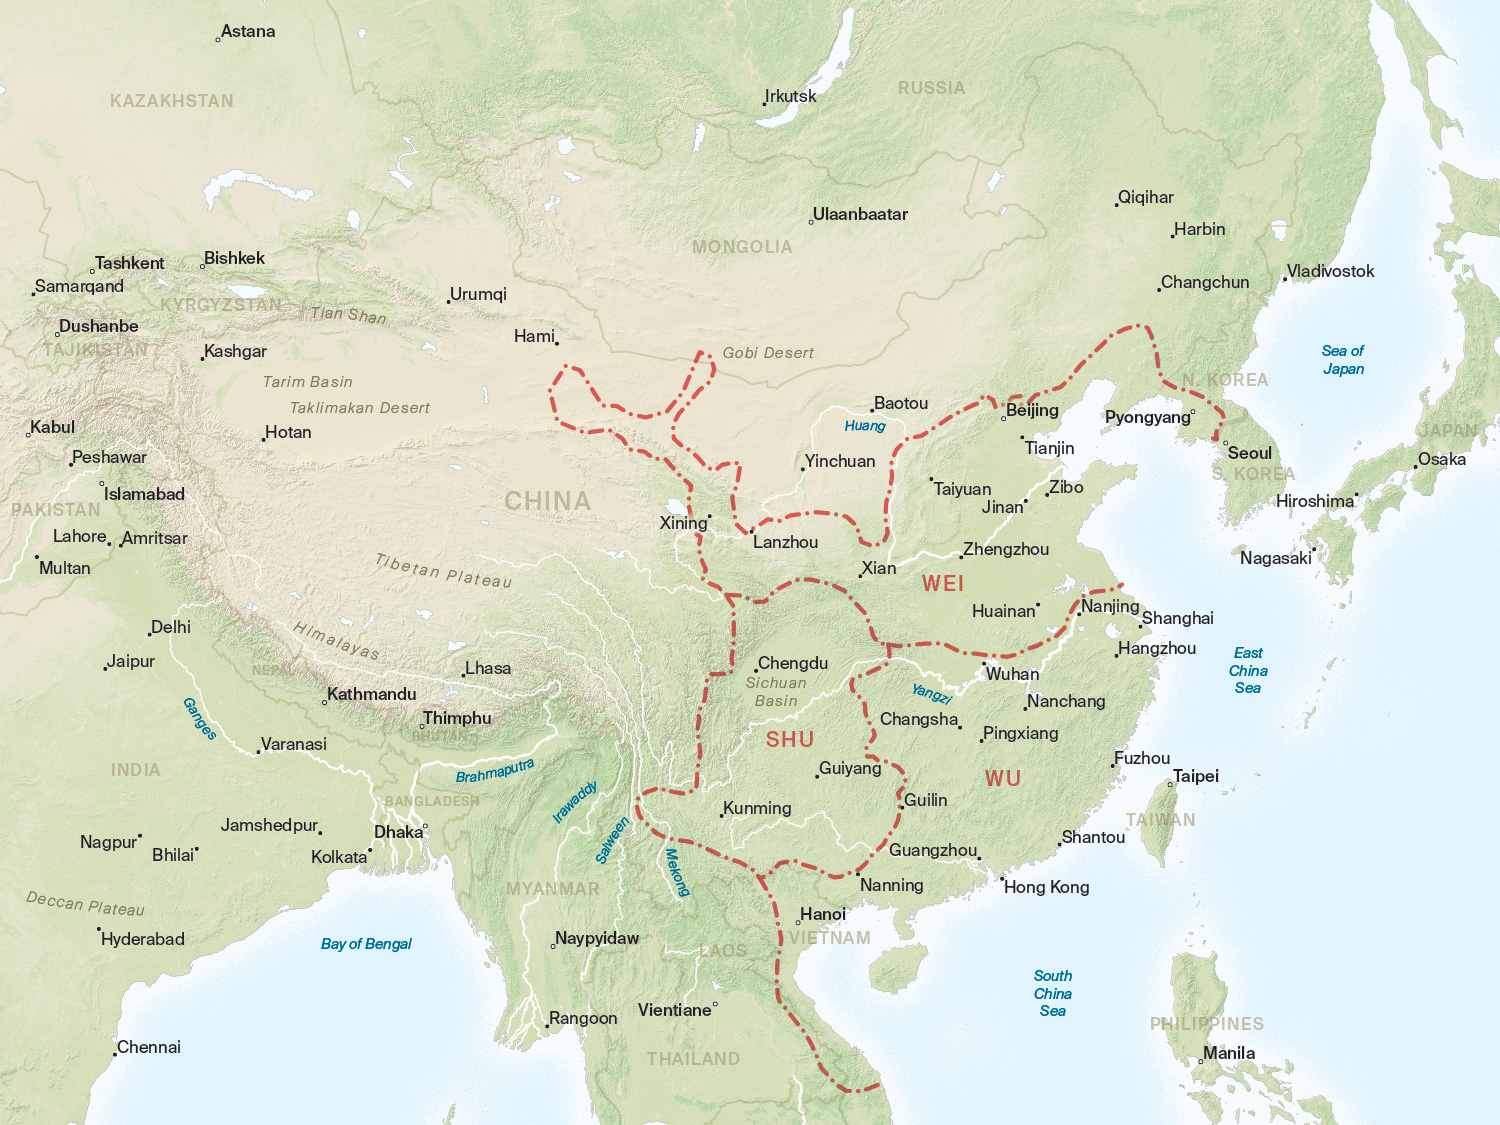 Astana
KAZAKHSTAN
RUSSIA
Irkutsk
Qiqihar
Ulaanbaatar
Harbin
MONGOLIA
Tashkent
Bishkek
Samarqand
KYRGYZSTAN
Urumqi
Changchun
Vladivostok
Dushanbe
Tian Shan
TAJIKISTAN
Kashgar
Hami
Gobi Desert
Sea of
Japan
Tarim Basin
Taklimakan Desert
N. KOREA
Baotou
Beijing
Pyongyang
Kabul
Hotan
Huang
JAPAN
Peshawar
Yinchuan
Tianjin
Seoul
Osaka
Islamabad
S. KOREA
PAKISTAN
CHINA
Taiyuan
Zibo
Jinan
Hiroshima
Lahore
Amritsar
Xining
Lanzhou
Zhengzhou
Nagasaki
Multan
Tibetan Plateau
Xian
WEI
Huainan
Nanjing
Shanghai
Delhi
Himalayas
Hangzhou
East
China
Sea
Jaipur
NEPAL
Lhasa
Chengdu
Sichuan
Basin
Wuhan
Kathmandu
Yangzi
Nanchang
Ganges
Thimphu
BHUTAN
Changsha
Pingxiang
Varanasi
SHU
INDIA
Brahmaputra
Guiyang
WU
Fuzhou
Taipei
BANGLADESH
Irawaddy
Kunming
Guilin
TAIWAN
Jamshedpur
Dhaka
Salween
Shantou
Nagpur
Bhilai
Kolkata
Mekong
Guangzhou
MYANMAR
Nanning
Hong Kong
Deccan Plateau
Hanoi
Hyderabad
Bay of Bengal
Naypyidaw
LAOS
VIETNAM
South
China
Sea
Vientiane
Rangoon
PHILIPPINES
Chennai
THAILAND
Manila